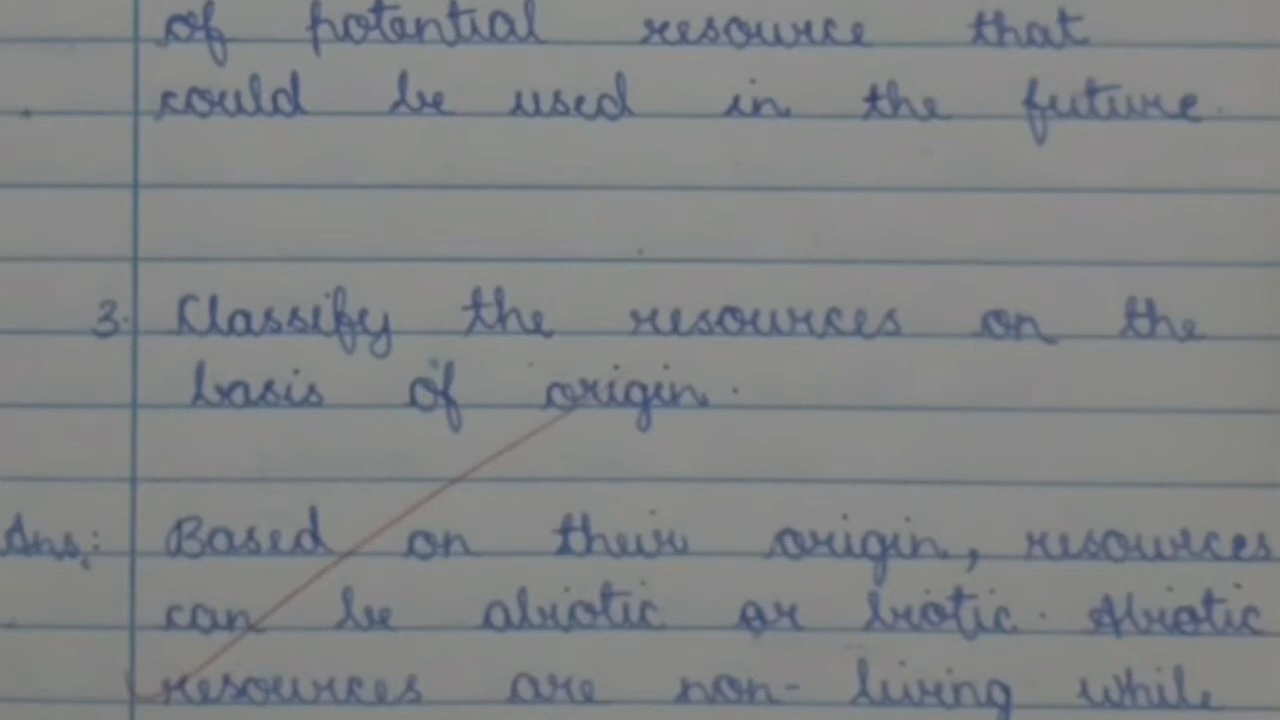 of potential resource that
could be used in the future.
3. Classify the resources on the
basis of origin.
Ans: Based on their origin, resources
can be abiotic or biotic. Abiotic
resources are non-living while